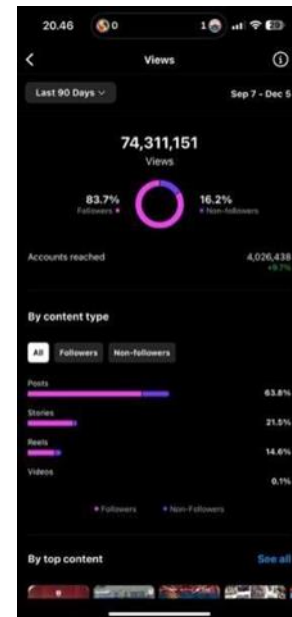 20.46 0 1 29
Views
Last 90 Days Sep 7 - Dec 5
74,311,151
Views
83.7% 16.2%
Followers Non-followers
Accounts reached 4,026,438
+9.7%
By content type
All Followers Non-followers
Posts
63.8%
Stories
21.5%
Reels
14.6%
Videos
0.1%
Followers Non-Followers
By top content See all